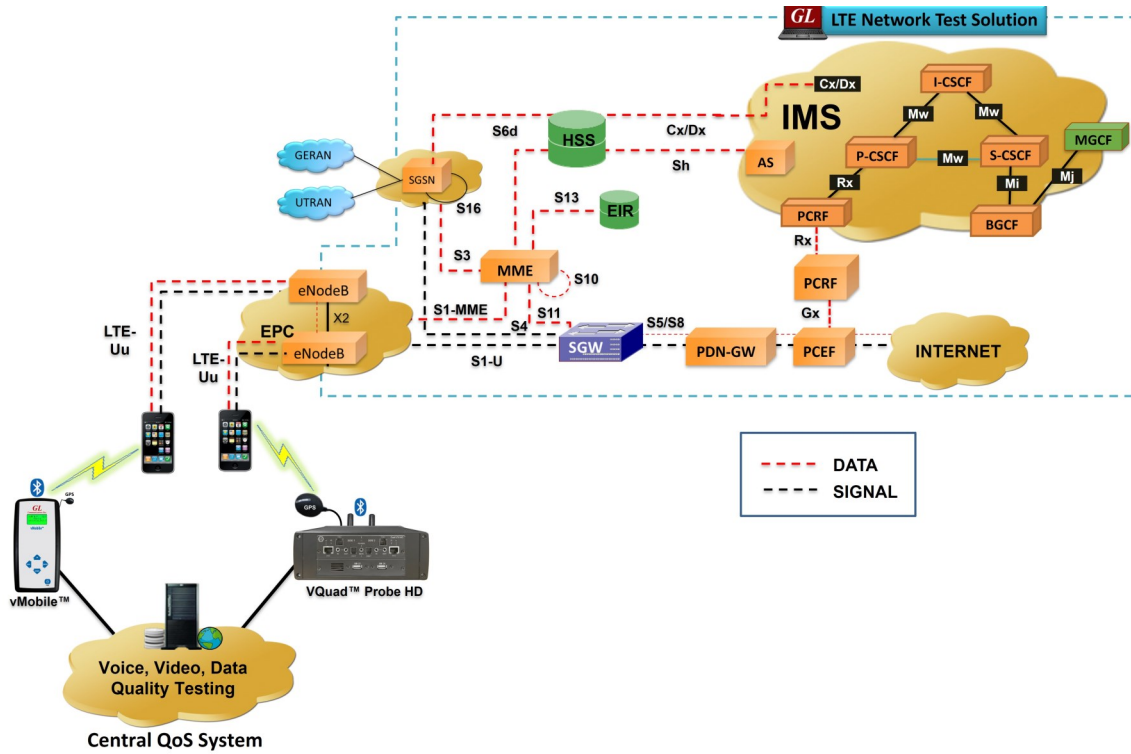 GL
LTE Network Test Solution
Cx/Dx
I-CSCF
IMS
Mw
Mw
S6d
HSS
Cx/Dx
MGCF
GERAN
P-CSCF
Mw
S-CSCF
Sh
AS
SGSN
Rx
Mi
Mj
UTRAN
S16
S13
EIR
PCRF
BGCF
Rx
S3
MME
S10
PCRF
eNodeB
X2
S1-MME
S11
Gx
EPC
S4
S5/S8
LTE-
Uu
eNodeB
SGW
PDN-GW
PCEF
INTERNET
LTE-
Uu
S1-U
DATA
SIGNAL
GPS
GL
GPS
vMobile™
VQuad™ Probe HD
Voice, Video, Data
Quality Testing
Central QoS System